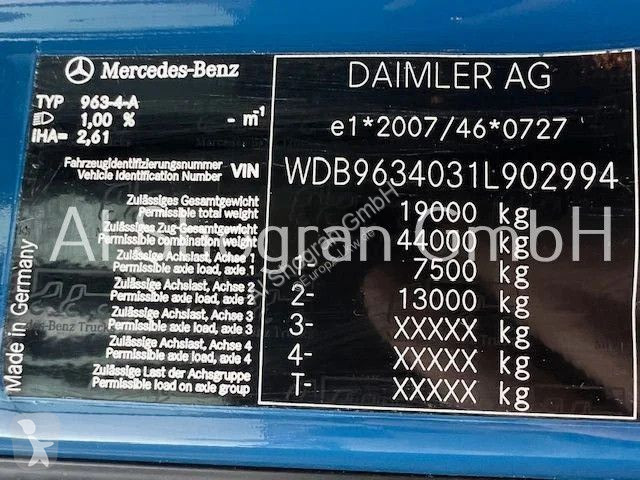 Mercedes-Benz
DAIMLER AG
TYP 963-4-A
1,00 % - m⁻¹
IHA= 2,61
e1*2007/46*0727
Fahrzeugidentifizierungsnummer
Vehicle Identification Number VIN WDB9634031L902994
Zulässiges Gesamtgewicht
Permissible total weight 19000 kg
Zulässiges Zug-Gesamtgewicht
Permissible combination weight 44000 kg
Zulässige Achslast, Achse 1
Permissible axle load, axle 1 1- 7500 kg
Zulässige Achslast, Achse 2
Permissible axle load, axle 2 2- 13000 kg
Zulässige Achslast, Achse 3
Permissible axle load, axle 3 3- XXXXX kg
Zulässige Achslast, Achse 4
Permissible axle load, axle 4 4- XXXXX kg
Zulässige Last der Achsgruppe
Permissible load on axle group T- XXXXX kg
Made in Germany
Al Shogran GmbH
Al Shogran GmbH